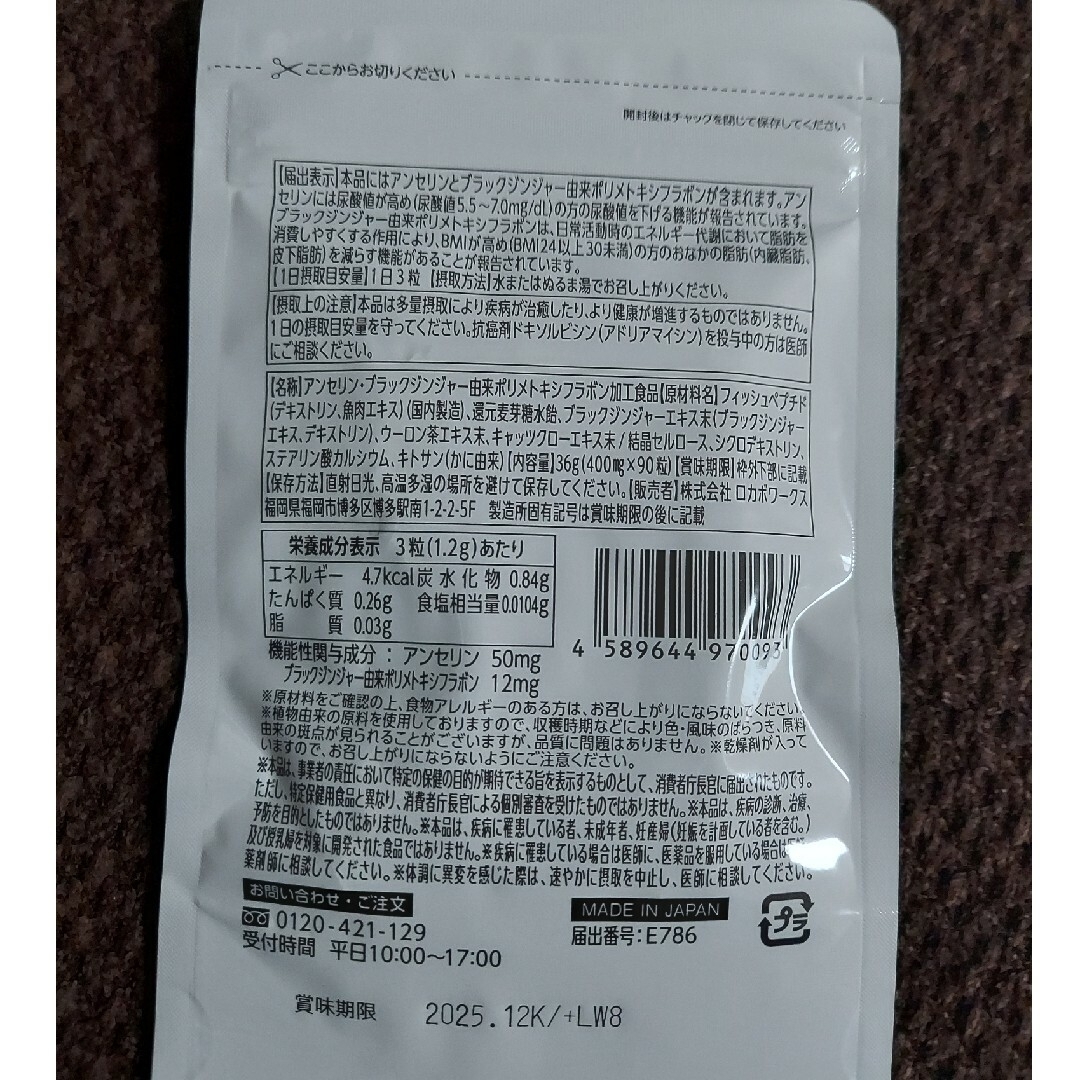 ここからお切りください
開封後はチャックを閉じて保存してください
【届出表示】本品にはアンセリンとブラックジンジャー由来ポリメトキシフラボンが含まれます。アン
セリンには尿酸値が高め(尿酸値5.5～7.0mg/dL)の方の尿酸値を下げる機能が報告されています。
ブラックジンジャー由来ポリメトキシフラボンは、日常活動時のエネルギー代謝において脂肪を
消費しやすくする作用により、BMIが高め(BMI24以上30未満)の方のおなかの脂肪(内臓脂肪、
皮下脂肪)を減らす機能があることが報告されています。
【1日摂取目安量】1日3粒 【摂取方法】水またはぬるま湯でお召し上がりください。
【摂取上の注意】本品は多量摂取により疾病が治癒したり、より健康が増進するものではありません。
1日の摂取目安量を守ってください。抗癌剤ドキソルビシン(アドリアマイシン)を投与中の方は医師
にご相談ください。
【名称】アンセリン・ブラックジンジャー由来ポリメトキシフラボン加工食品【原材料名】フィッシュペプチド
(デキストリン、魚肉エキス)(国内製造)、還元麦芽糖水飴、ブラックジンジャーエキス末(ブラックジンジャー
エキス、デキストリン)、ウーロン茶エキス末、キャッツクローエキス末/結晶セルロース、シクロデキストリン、
ステアリン酸カルシウム、キトサン(かに由来)【内容量】36g(400mg×90粒)【賞味期限】枠外下部に記載
【保存方法】直射日光、高温多湿の場所を避けて保存してください。【販売者】株式会社 ロカボワークス
福岡県福岡市博多区博多駅南1-2-2-5F 製造所固有記号は賞味期限の後に記載
栄養成分表示 3粒(1.2g)あたり
エネルギー 4.7kcal 炭水化物 0.84g
たんぱく質 0.26g 食塩相当量 0.0104g
脂質 0.03g
4 589644 970093
機能性関与成分：アンセリン 50mg
ブラックジンジャー由来ポリメトキシフラボン 12mg
※原材料をご確認の上、食物アレルギーのある方は、お召し上がりにならないでください。
※植物由来の原料を使用しておりますので、収穫時期などにより色・風味のばらつき、原料
由来の斑点が見られることがございますが、品質に問題はありません。※乾燥剤が入って
いますので、お召し上がりにならないようにご注意ください。
※本品は、事業者の責任において特定の保健の目的が期待できる旨を表示するものとして、消費者庁長官に届出されたものです。
ただし、特定保健用食品と異なり、消費者庁長官による個別審査を受けたものではありません。※本品は、疾病の診断、治療、
予防を目的としたものではありません。※本品は、疾病に罹患している者、未成年者、妊産婦(妊娠を計画している者を含む。)
及び授乳婦を対象に開発された食品ではありません。※疾病に罹患している場合は医師に、医薬品を服用している場合は
薬剤師に相談してください。※体調に異変を感じた際は、速やかに摂取を中止し、医師に相談してください。
お問い合わせ・ご注文
0120-421-129
受付時間 平日10:00～17:00
MADE IN JAPAN
届出番号：E786
プラ
賞味期限 2025.12K/+LW8